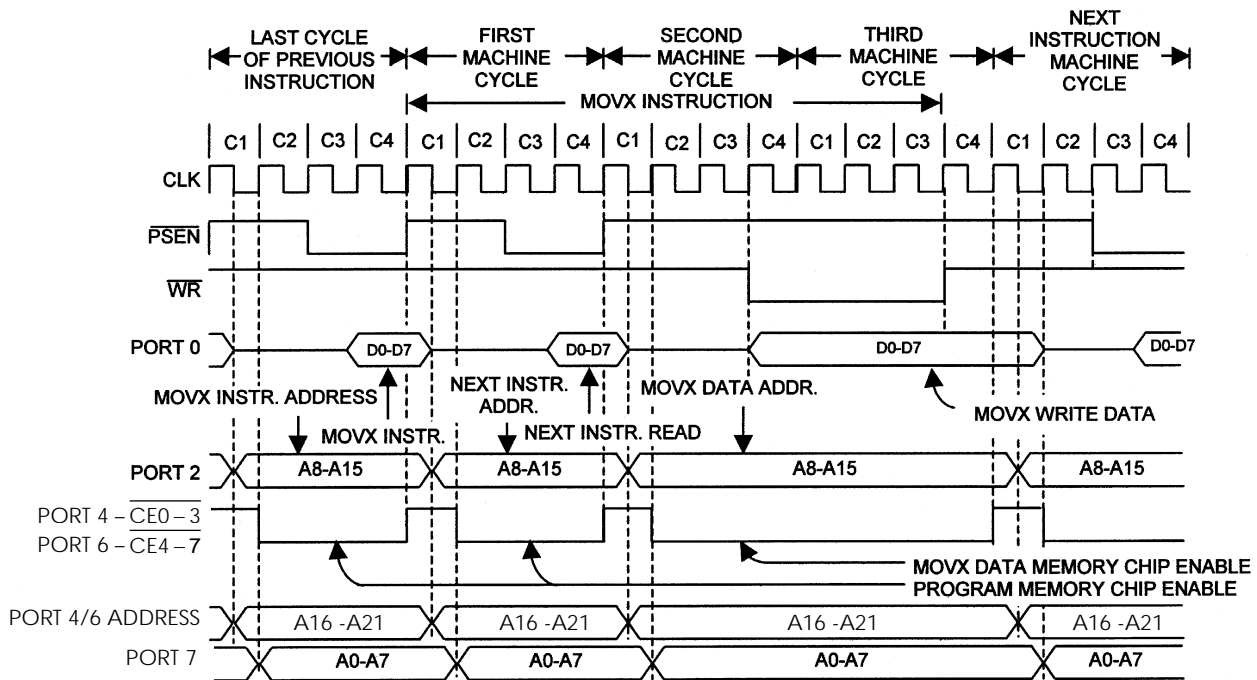 LAST CYCLE
OF PREVIOUS
INSTRUCTION
FIRST
MACHINE
CYCLE
SECOND
MACHINE
CYCLE
THIRD
MACHINE
CYCLE
NEXT
INSTRUCTION
MACHINE
CYCLE
MOVX INSTRUCTION
C1 C2 C3 C4 C1 C2 C3 C4 C1 C2 C3 C4 C1 C2 C3 C4 C1 C2 C3 C4
CLK
PSEN
WR
PORT 0 D0-D7 D0-D7 D0-D7 D0-D7
MOVX INSTR. ADDRESS
MOVX INSTR.
NEXT INSTR.
ADDR.
NEXT INSTR. READ
MOVX DATA ADDR.
MOVX WRITE DATA
PORT 2 A8-A15 A8-A15 A8-A15 A8-A15
PORT 4 – CE0 – 3
PORT 6 – CE4 – 7
MOVX DATA MEMORY CHIP ENABLE
PROGRAM MEMORY CHIP ENABLE
PORT 4/6 ADDRESS A16 -A21 A16 -A21 A16 -A21 A16 -A21
PORT 7 A0-A7 A0-A7 A0-A7 A0-A7